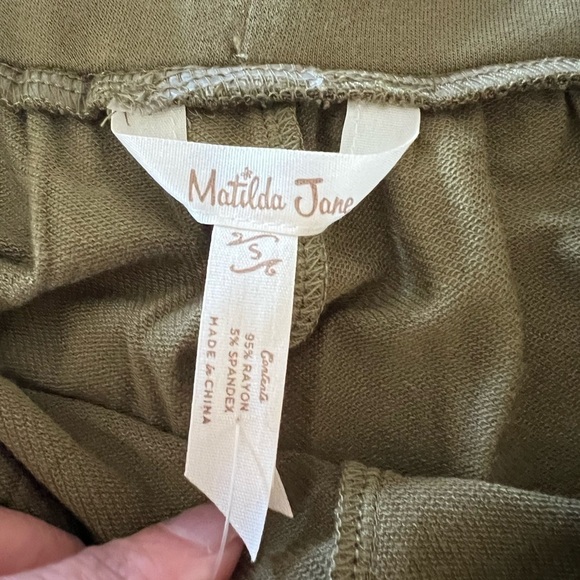 Matilda Jane
S
Contents
95% RAYON
5% SPANDEX
MADE in CHINA